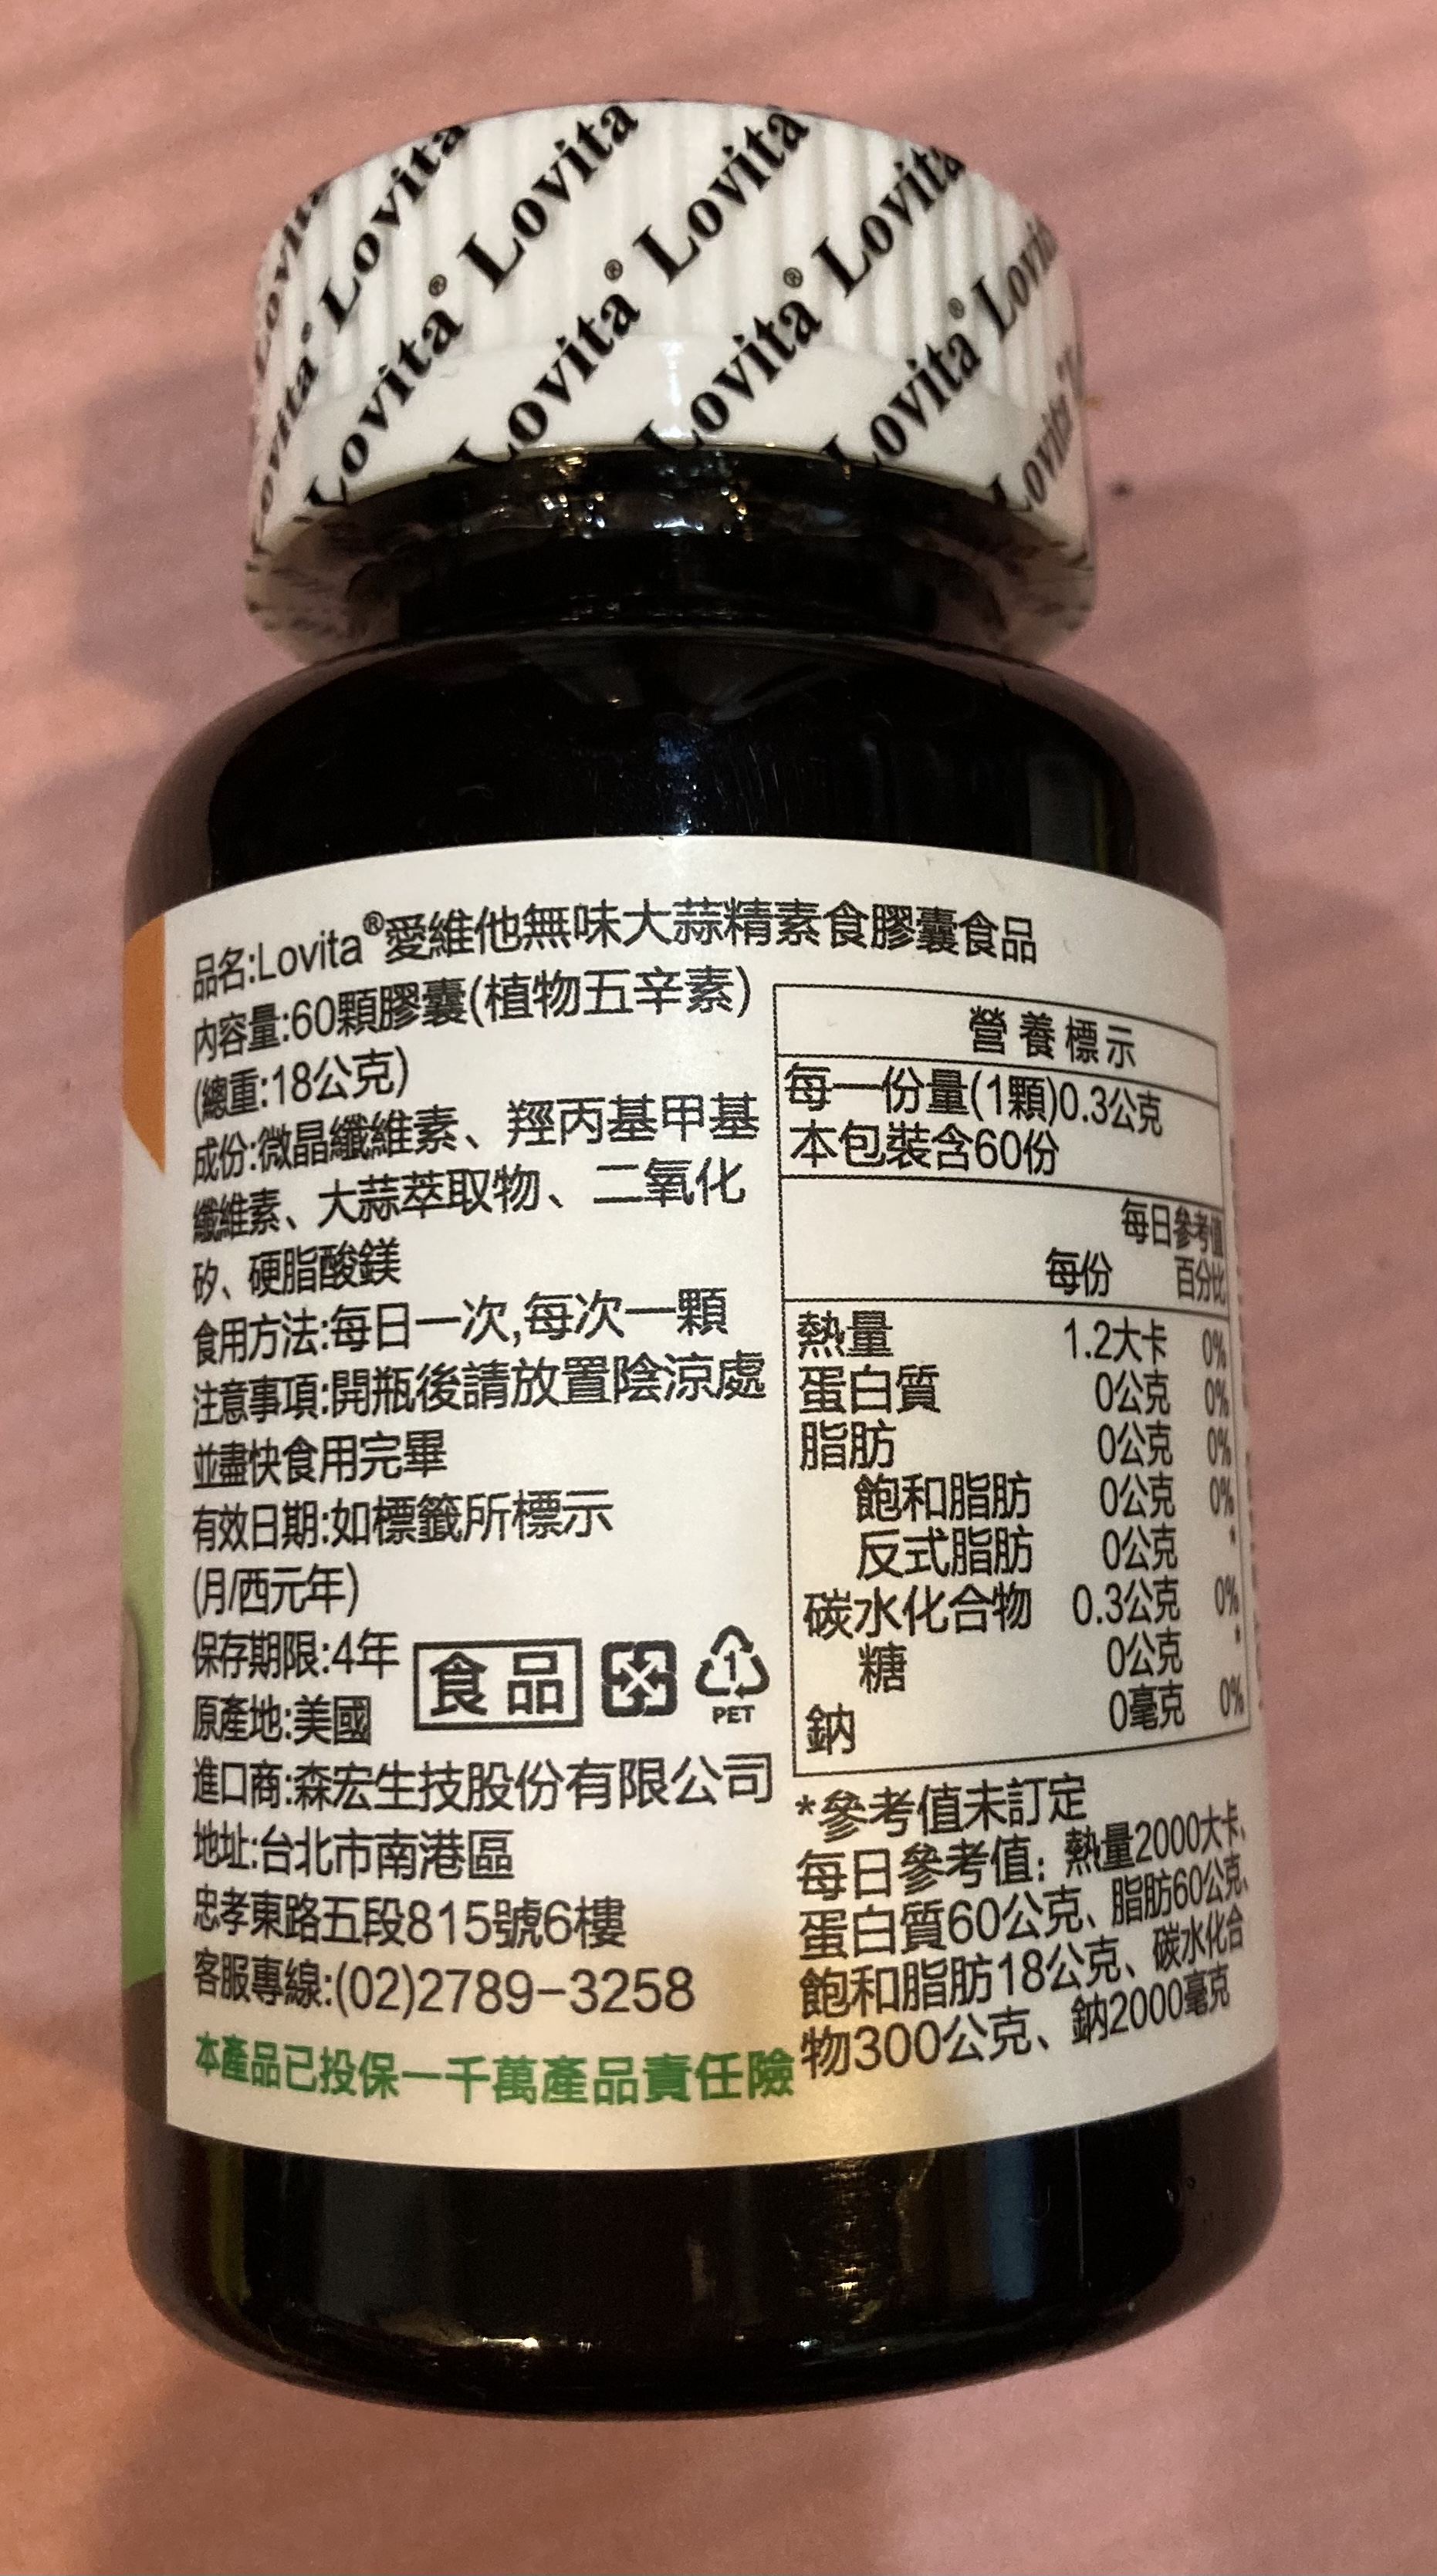 Lovita Lovita Lovita Lovita
Lovita® Lovita® Lovita® Lovita®
品名:Lovita®愛維他無味大蒜精素食膠囊食品
內容量:60顆膠囊(植物五辛素)
(總重:18公克)
成份:微晶纖維素、羥丙基甲基
纖維素、大蒜萃取物、二氧化
矽、硬脂酸鎂
食用方法:每日一次,每次一顆
注意事項:開瓶後請放置陰涼處
並盡快食用完畢
有效日期:如標籤所標示
(月/西元年)
保存期限:4年
原產地:美國
食品
1
PET
進口商:森宏生技股份有限公司
地址:台北市南港區
忠孝東路五段815號6樓
客服專線:(02)2789-3258
本產品已投保一千萬產品責任險
營養標示
每一份量(1顆)0.3公克
本包裝含60份
每份 每日參考值百分比
熱量 1.2大卡 0%
蛋白質 0公克 0%
脂肪 0公克 0%
飽和脂肪 0公克 0%
反式脂肪 0公克 *
碳水化合物 0.3公克 0%
糖 0公克 *
鈉 0毫克 0%
*參考值未訂定
每日參考值: 熱量2000大卡、
蛋白質60公克、脂肪60公克、
飽和脂肪18公克、碳水化合
物300公克、鈉2000毫克